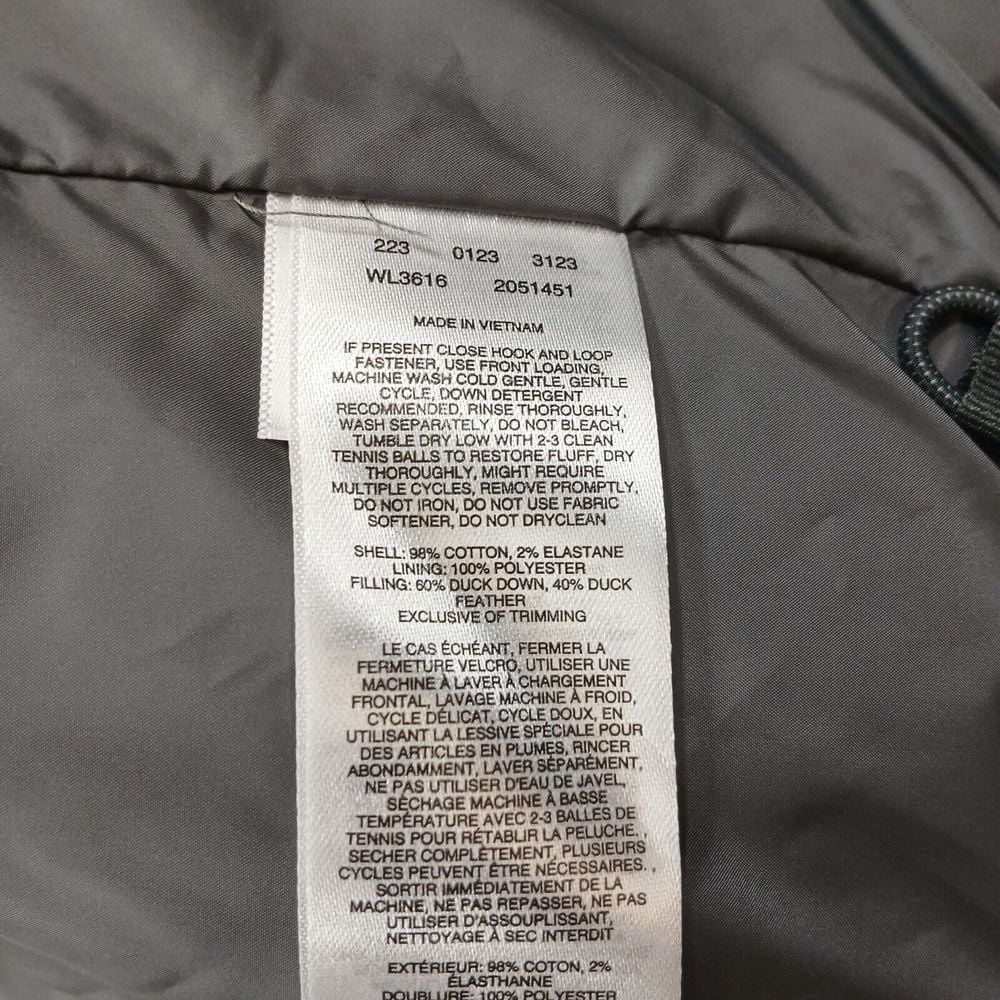 223 0123 3123
WL3616 2051451
MADE IN VIETNAM
IF PRESENT CLOSE HOOK AND LOOP
FASTENER, USE FRONT LOADING,
MACHINE WASH COLD GENTLE, GENTLE
CYCLE, DOWN DETERGENT
RECOMMENDED, RINSE THOROUGHLY,
WASH SEPARATELY, DO NOT BLEACH,
TUMBLE DRY LOW WITH 2-3 CLEAN
TENNIS BALLS TO RESTORE FLUFF, DRY
THOROUGHLY, MIGHT REQUIRE
MULTIPLE CYCLES, REMOVE PROMPTLY,
DO NOT IRON, DO NOT USE FABRIC
SOFTENER, DO NOT DRYCLEAN
SHELL: 98% COTTON, 2% ELASTANE
LINING: 100% POLYESTER
FILLING: 60% DUCK DOWN, 40% DUCK
FEATHER
EXCLUSIVE OF TRIMMING
LE CAS ÉCHÉANT, FERMER LA
FERMETURE VELCRO, UTILISER UNE
MACHINE À LAVER À CHARGEMENT
FRONTAL, LAVAGE MACHINE À FROID,
CYCLE DÉLICAT, CYCLE DOUX, EN
UTILISANT LA LESSIVE SPÉCIALE POUR
DES ARTICLES EN PLUMES, RINCER
ABONDAMMENT, LAVER SÉPARÉMENT,
NE PAS UTILISER D'EAU DE JAVEL,
SÉCHAGE MACHINE À BASSE
TEMPÉRATURE AVEC 2-3 BALLES DE
TENNIS POUR RÉTABLIR LA PELUCHE. ,
SECHER COMPLÈTEMENT, PLUSIEURS
CYCLES PEUVENT ÊTRE NÉCESSAIRES. ,
SORTIR IMMÉDIATEMENT DE LA
MACHINE, NE PAS REPASSER, NE PAS
UTILISER D'ASSOUPLISSANT,
NETTOYAGE À SEC INTERDIT
EXTÉRIEUR: 98% COTON, 2%
ÉLASTHANNE
DOUBLURE: 100% POLYESTER